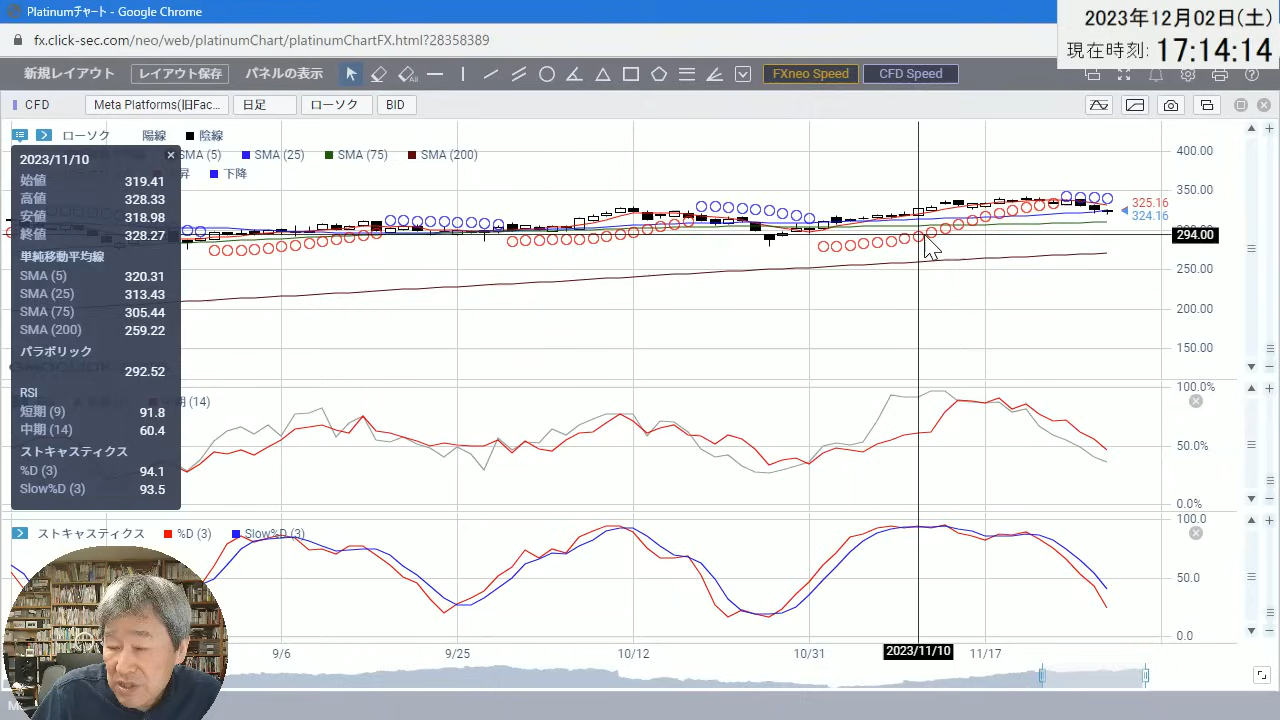 Platinumチャート - Google Chrome
2023年12月02日(土)
fx.click-sec.com/neo/web/platinumChart/platinumChartFX.html?28358389
現在時刻: 17:14:14
新規レイアウト レイアウト保存 パネルの表示 FXneo Speed CFD Speed
CFD Meta Platforms(旧Fac... 日足 ローソク BID
ローソク 陽線 陰線
SMA (5) SMA (25) SMA (75) SMA (200)
昇 下降
2023/11/10
始値 319.41
高値 328.33
安値 318.98
終値 328.27
単純移動平均線
SMA (5) 320.31
SMA (25) 313.43
SMA (75) 305.44
SMA (200) 259.22
パラボリック
292.52
RSI
短期 (9) 91.8
中期 (14) 60.4
ストキャスティクス
%D (3) 94.1
Slow%D (3) 93.5
400.00
350.00
325.16
324.16
294.00
250.00
200.00
150.00
期 (14)
100.0%
50.0%
0.0%
ストキャスティクス %D (3) Slow%D (3)
100.0
50.0
0.0
9/6 9/25 10/12 10/31 2023/11/10 11/17